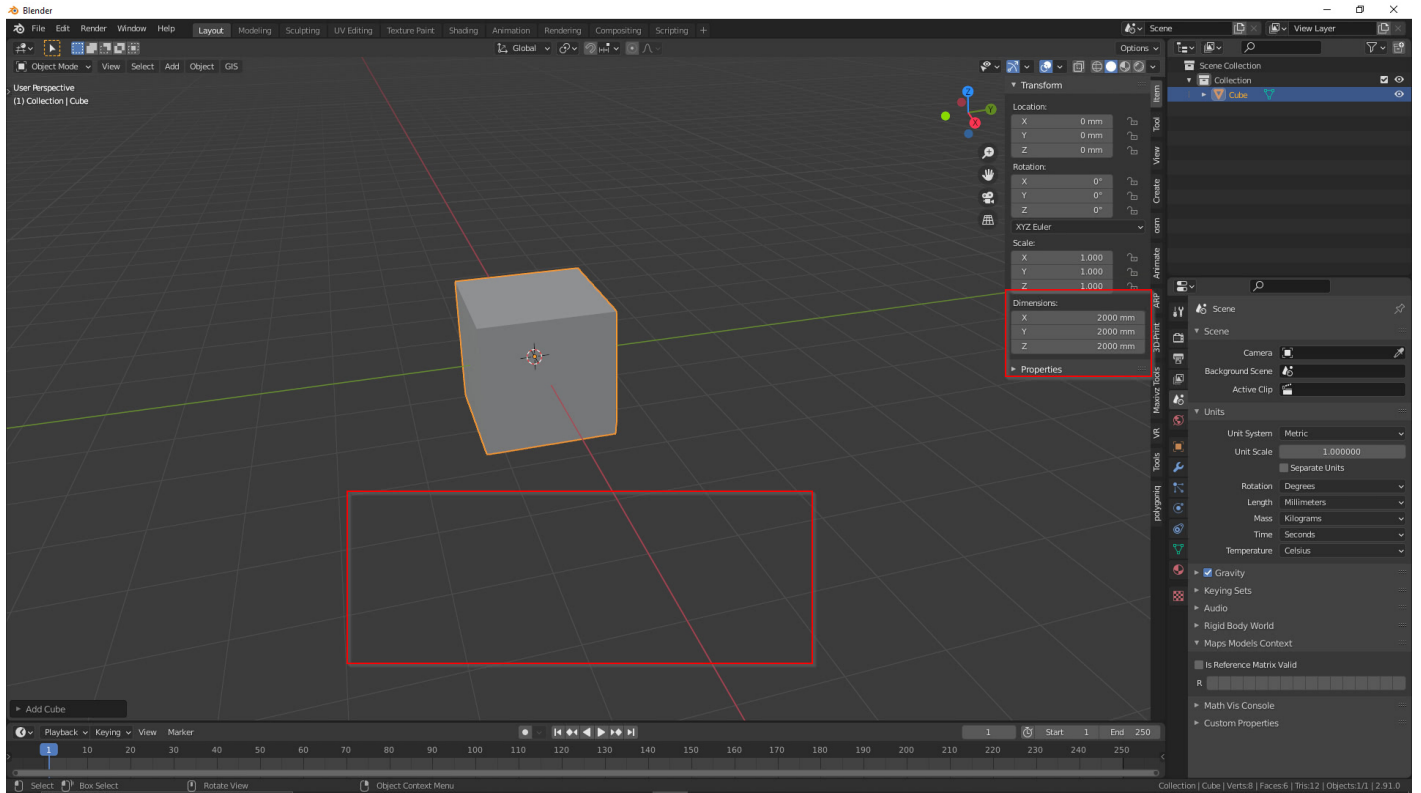 Blender
File Edit Render Window Help Layout Modeling Sculpting UV Editing Texture Paint Shading Animation Rendering Compositing Scripting + Scene View Layer
Global Options
Object Mode View Select Add Object GIS
User Perspective
(1) Collection | Cube
Z
Y
X
Transform
Location:
X 0 mm
Y 0 mm
Z 0 mm
Rotation:
X 0°
Y 0°
Z 0°
XYZ Euler
Scale:
X 1.000
Y 1.000
Z 1.000
Dimensions:
X 2000 mm
Y 2000 mm
Z 2000 mm
Properties
Item
Tool
View
Create
osm
Animate
ARP
3D-Print
Maxivz Tools
VR
Tools
polygoniq
Scene Collection
Collection
Cube
Scene
Scene
Camera
Background Scene
Active Clip
Units
Unit System Metric
Unit Scale 1.000000
Separate Units
Rotation Degrees
Length Millimeters
Mass Kilograms
Time Seconds
Temperature Celsius
Gravity
Keying Sets
Audio
Rigid Body World
Maps Models Context
Is Reference Matrix Valid
R
Math Vis Console
Custom Properties
Add Cube
Playback Keying View Marker 1 Start 1 End 250
1 10 20 30 40 50 60 70 80 90 100 110 120 130 140 150 160 170 180 190 200 210 220 230 240 250
Select Box Select Rotate View Object Context Menu Collection | Cube | Verts:8 | Faces:6 | Tris:12 | Objects:1/1 | 2.91.0